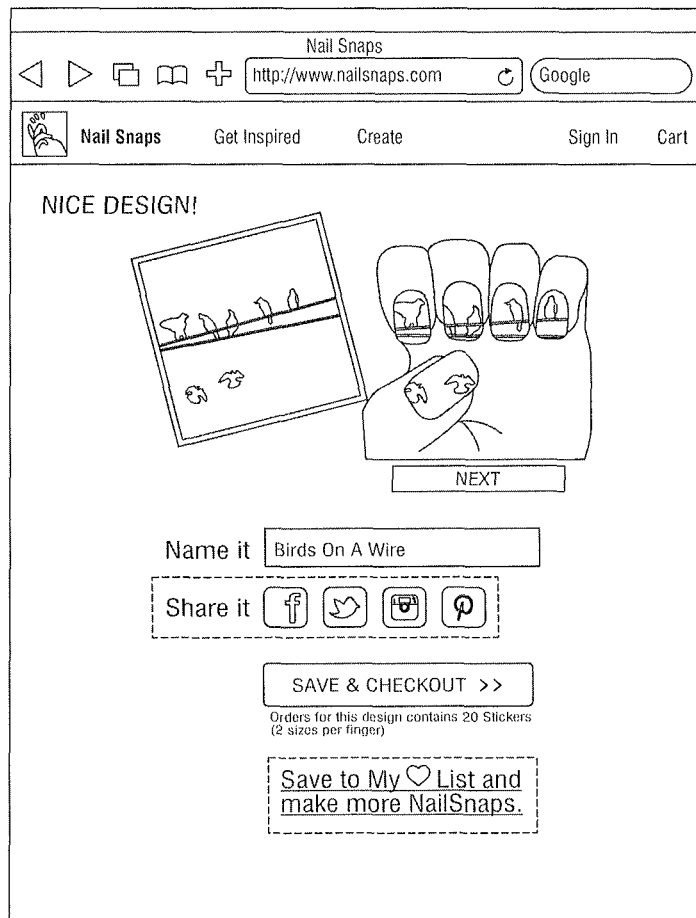 Nail Snaps
http://www.nailsnaps.com
Google
Nail Snaps Get Inspired Create Sign In Cart
NICE DESIGN!
NEXT
Name it Birds On A Wire
Share it f
SAVE & CHECKOUT >>
Orders for this design contains 20 Stickers
(2 sizes per finger)
Save to My ♡ List and
make more NailSnaps.